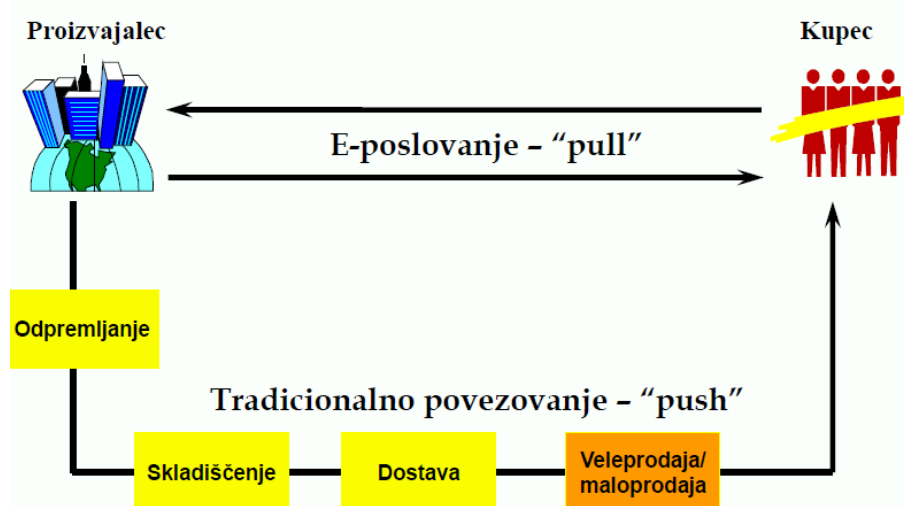 Proizvajalec
Kupec
E-poslovanje – “pull”
Odpremljanje
Tradicionalno povezovanje – “push”
Skladiščenje
Dostava
Veleprodaja/
maloprodaja